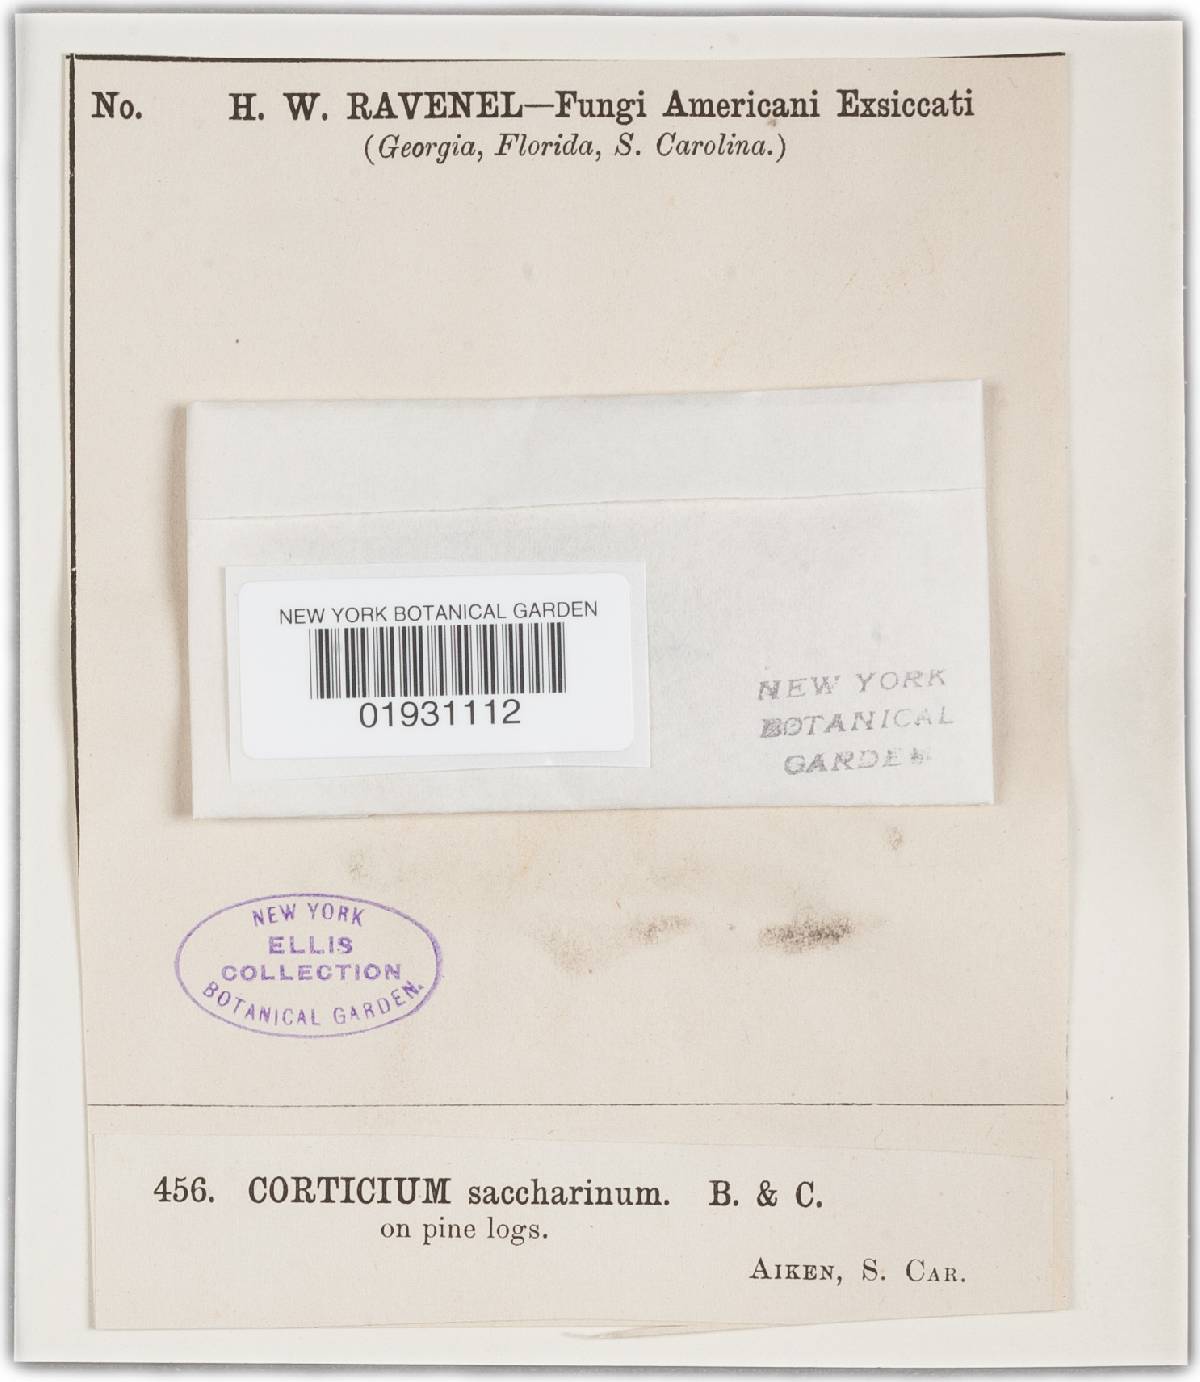 No. H. W. RAVENEL—Fungi Americani Exsiccati
(Georgia, Florida, S. Carolina.)
NEW YORK BOTANICAL GARDEN
01931112
NEW YORK
BOTANICAL
GARDEN
NEW YORK
ELLIS
COLLECTION
BOTANICAL GARDEN.
456. CORTICIUM saccharinum. B. & C.
on pine logs.
AIKEN, S. CAR.